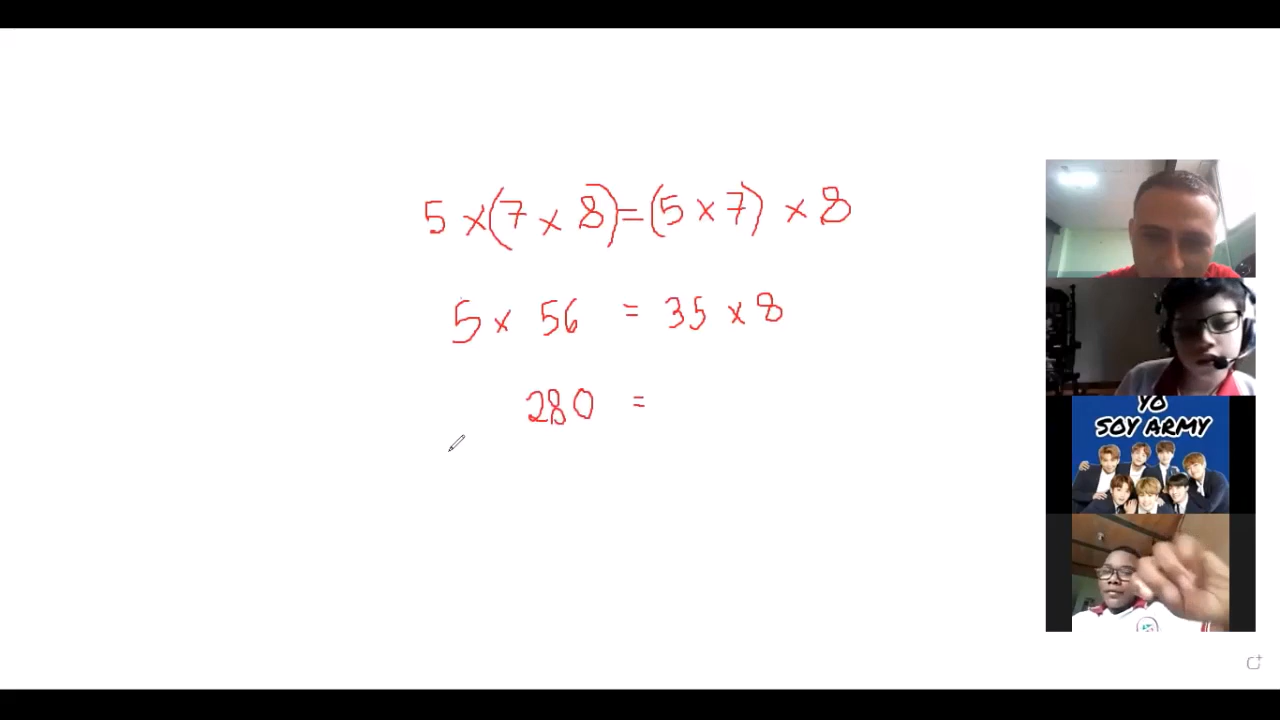 5 × (7 × 8) = (5 × 7) × 8
5 × 56 = 35 × 8
280 =
YO
SOY ARMY